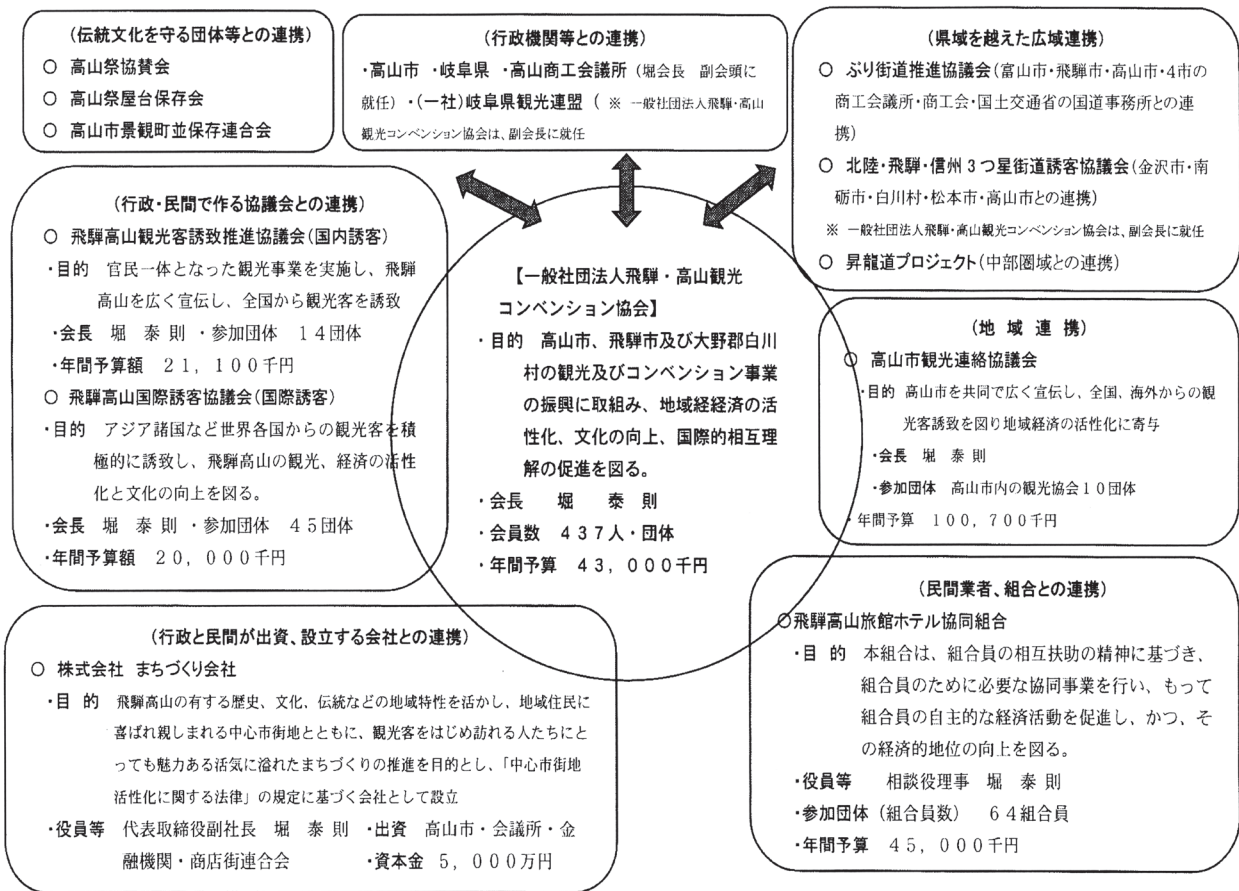 (伝統文化を守る団体等との連携)
○ 高山祭協賛会
○ 高山祭屋台保存会
○ 高山市景観町並保存連合会
(行政機関等との連携)
・高山市 ・岐阜県 ・高山商工会議所 (堀会長 副会頭に
就任) ・(一社)岐阜県観光連盟 ( ※ 一般社団法人飛騨・高山
観光コンベンション協会は、副会長に就任
(県域を越えた広域連携)
○ ぶり街道推進協議会(富山市・飛騨市・高山市・4市の
商工会議所・商工会・国土交通省の国道事務所との連
携)
○ 北陸・飛騨・信州3つ星街道誘客協議会(金沢市・南
砺市・白川村・松本市・高山市との連携)
※ 一般社団法人飛騨・高山観光コンベンション協会は、副会長に就任
○ 昇龍道プロジェクト(中部圏域との連携)
(行政・民間で作る協議会との連携)
○ 飛騨高山観光客誘致推進協議会(国内誘客)
・目的 官民一体となった観光事業を実施し、飛騨
高山を広く宣伝し、全国から観光客を誘致
・会長 堀 泰 則 ・参加団体 14団体
・年間予算額 21,100千円
○ 飛騨高山国際誘客協議会(国際誘客)
・目的 アジア諸国など世界各国からの観光客を積
極的に誘致し、飛騨高山の観光、経済の活性
化と文化の向上を図る。
・会長 堀 泰 則 ・参加団体 45団体
・年間予算額 20,000千円
【一般社団法人飛騨・高山観光
コンベンション協会】
・目的 高山市、飛騨市及び大野郡白川
村の観光及びコンベンション事業
の振興に取組み、地域経経済の活
性化、文化の向上、国際的相互理
解の促進を図る。
・会長 堀 泰 則
・会員数 437人・団体
・年間予算 43,000千円
(地 域 連 携)
○ 高山市観光連絡協議会
・目的 高山市を共同で広く宣伝し、全国、海外からの観
光客誘致を図り地域経済の活性化に寄与
・会長 堀 泰 則
・参加団体 高山市内の観光協会10団体
・年間予算 100,700千円
(行政と民間が出資、設立する会社との連携)
○ 株式会社 まちづくり会社
・目 的 飛騨高山の有する歴史、文化、伝統などの地域特性を活かし、地域住民に
喜ばれ親しまれる中心市街地とともに、観光客をはじめ訪れる人たちにと
っても魅力ある活気に溢れたまちづくりの推進を目的とし、「中心市街地
活性化に関する法律」の規定に基づく会社として設立
・役員等 代表取締役副社長 堀 泰 則 ・出資 高山市・会議所・金
融機関・商店街連合会 ・資本金 5,000万円
(民間業者、組合との連携)
○飛騨高山旅館ホテル協同組合
・目 的 本組合は、組合員の相互扶助の精神に基づき、
組合員のために必要な協同事業を行い、もって
組合員の自主的な経済活動を促進し、かつ、そ
の経済的地位の向上を図る。
・役員等 相談役理事 堀 泰 則
・参加団体 (組合員数) 64組合員
・年間予算 45,000千円